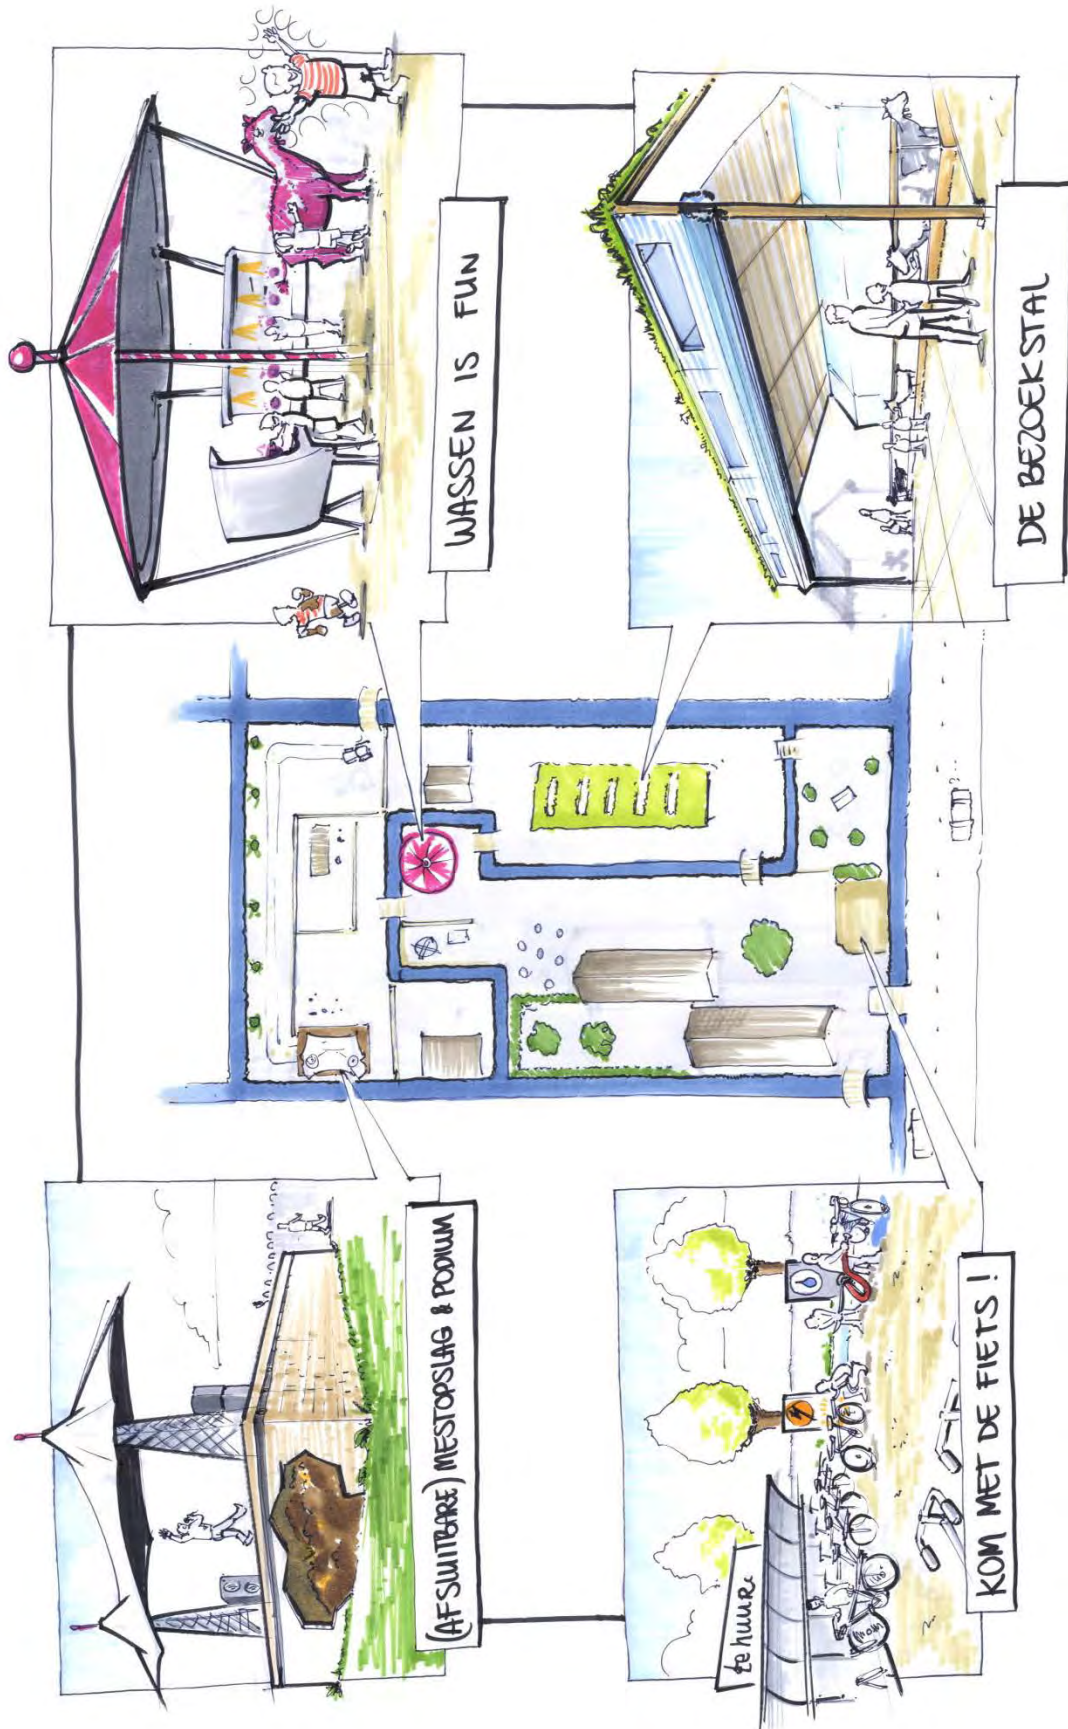 (AFSLUITBARE) MESTOPSLAG & PODIUM
WASSEN IS FUN
te huur
KOM MET DE FIETS!
DE BEZOEKSTAL